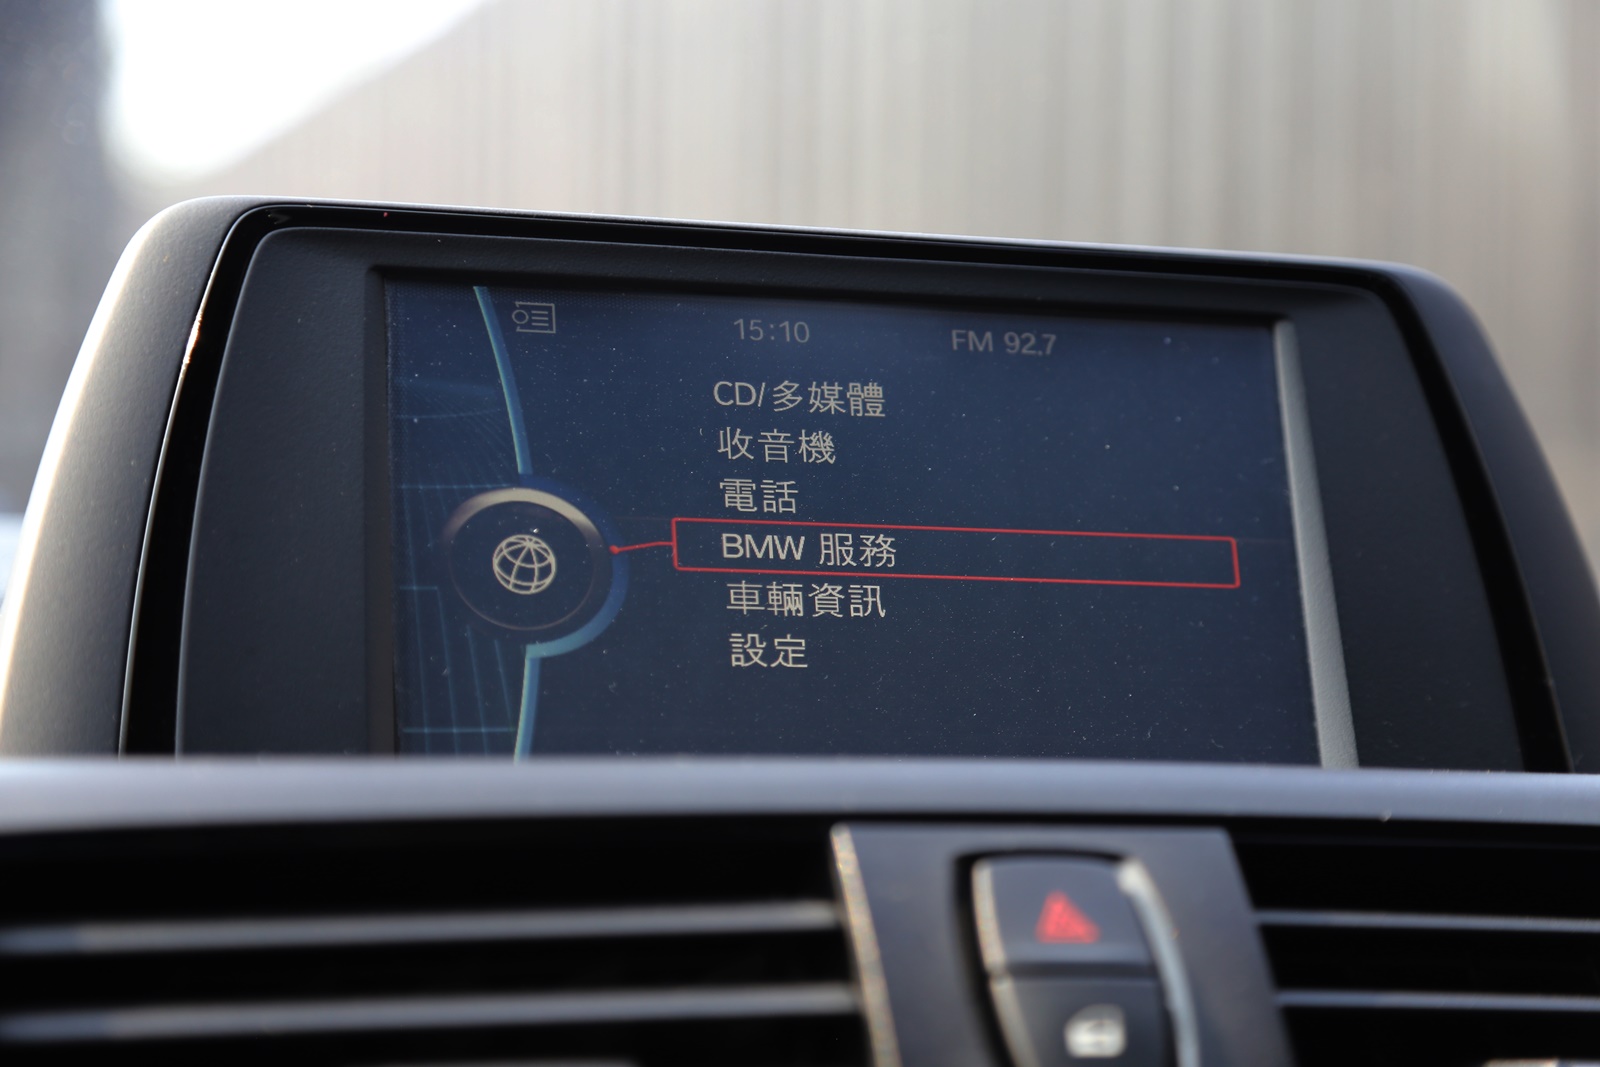 15:10 FM 92.7
CD/多媒體
收音機
電話
BMW 服務
車輛資訊
設定